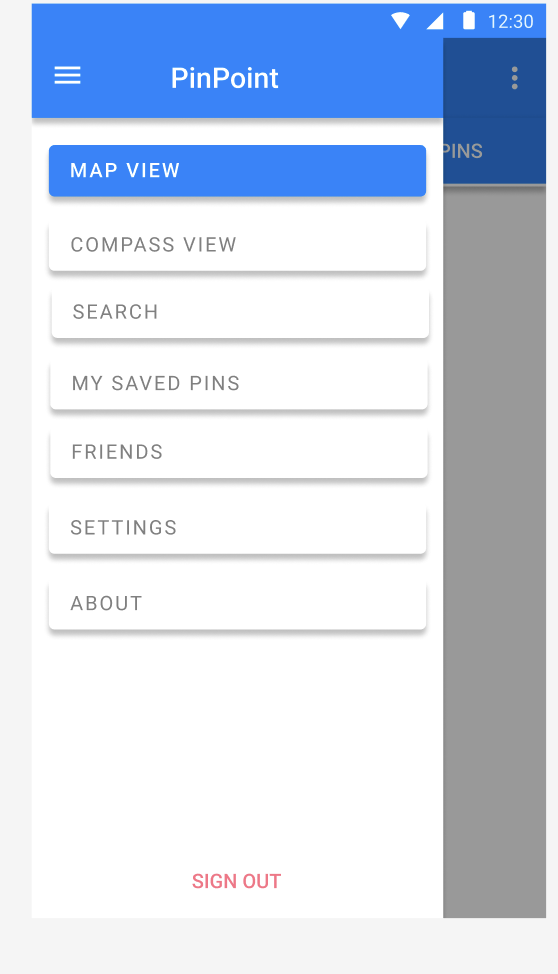 12:30
PinPoint
PINS
MAP VIEW
COMPASS VIEW
SEARCH
MY SAVED PINS
FRIENDS
SETTINGS
ABOUT
SIGN OUT